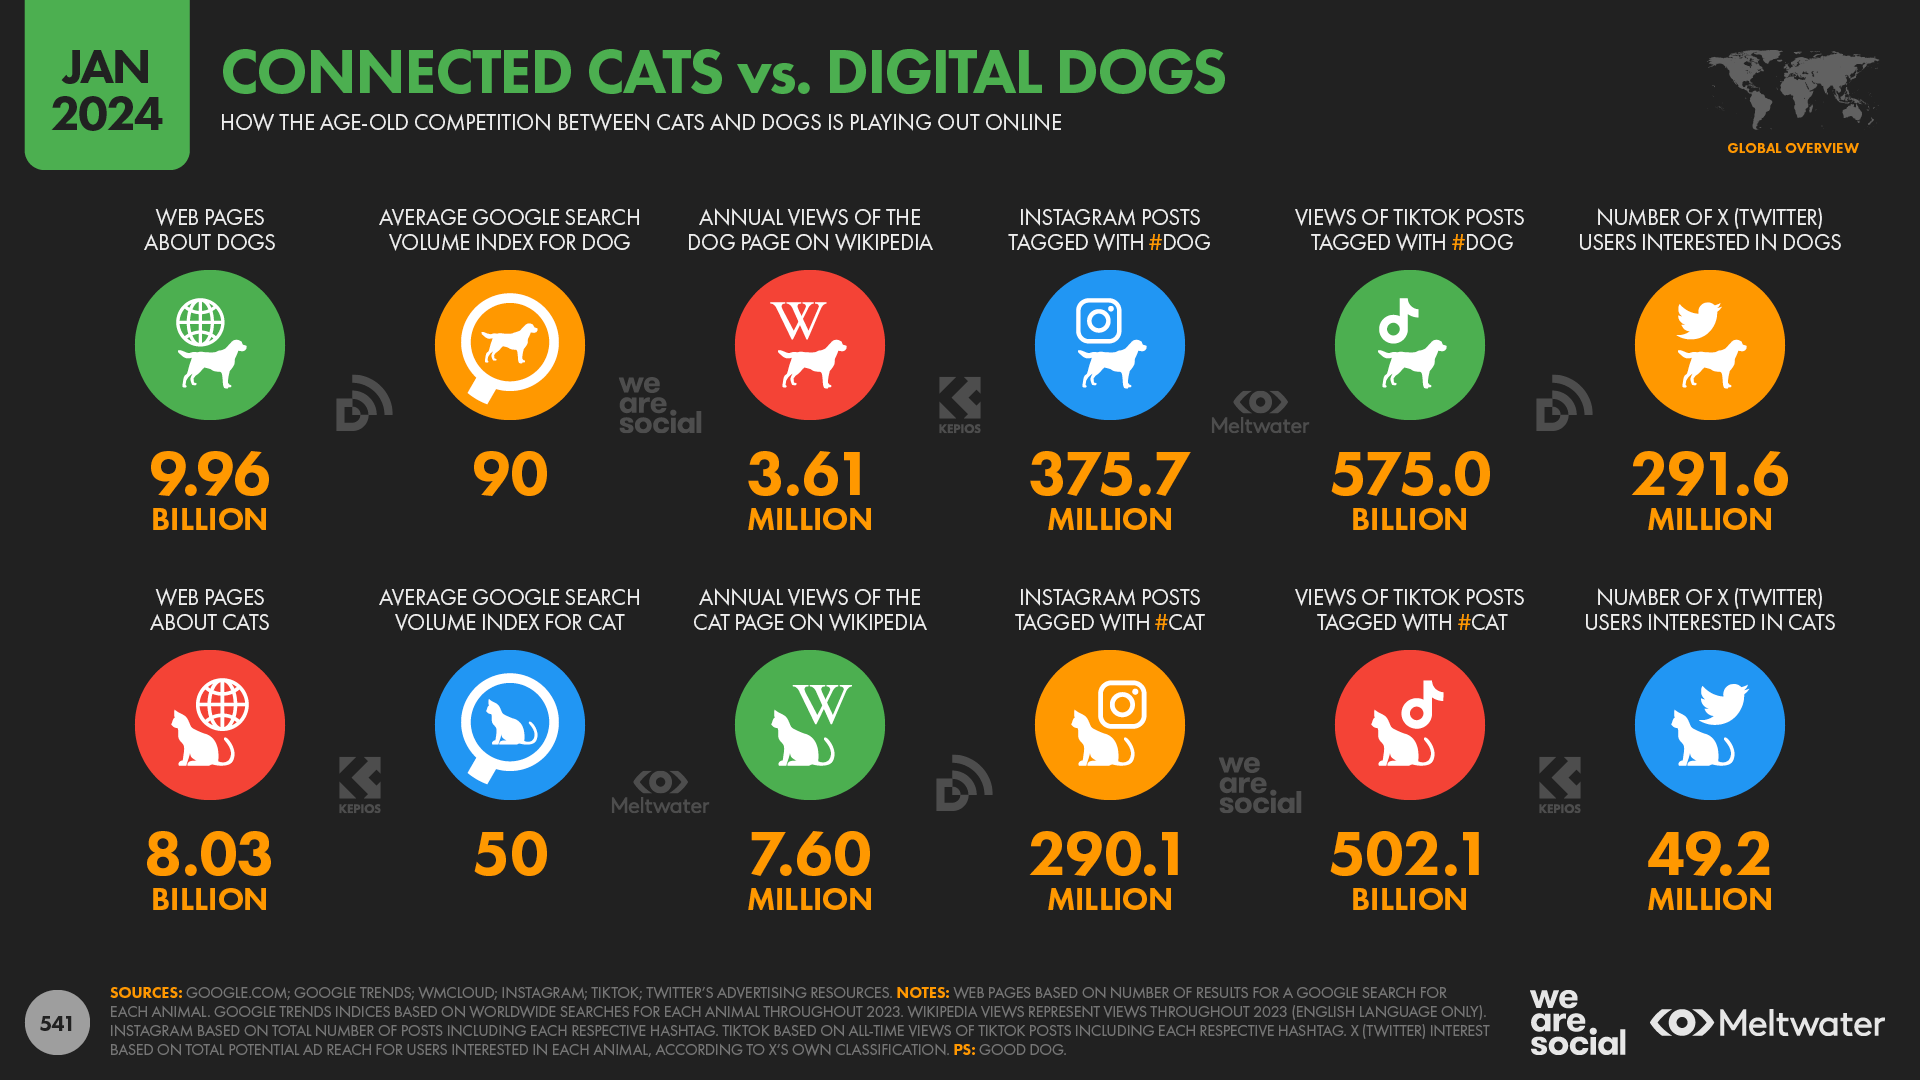 JAN
2024
CONNECTED CATS vs. DIGITAL DOGS
HOW THE AGE-OLD COMPETITION BETWEEN CATS AND DOGS IS PLAYING OUT ONLINE
GLOBAL OVERVIEW
WEB PAGES
ABOUT DOGS
9.96
BILLION
AVERAGE GOOGLE SEARCH
VOLUME INDEX FOR DOG
90
ANNUAL VIEWS OF THE
DOG PAGE ON WIKIPEDIA
W
3.61
MILLION
INSTAGRAM POSTS
TAGGED WITH #DOG
375.7
MILLION
VIEWS OF TIKTOK POSTS
TAGGED WITH #DOG
575.0
BILLION
NUMBER OF X (TWITTER)
USERS INTERESTED IN DOGS
291.6
MILLION
we
are
social
KEPIOS
Meltwater
WEB PAGES
ABOUT CATS
8.03
BILLION
AVERAGE GOOGLE SEARCH
VOLUME INDEX FOR CAT
50
ANNUAL VIEWS OF THE
CAT PAGE ON WIKIPEDIA
W
7.60
MILLION
INSTAGRAM POSTS
TAGGED WITH #CAT
290.1
MILLION
VIEWS OF TIKTOK POSTS
TAGGED WITH #CAT
502.1
BILLION
NUMBER OF X (TWITTER)
USERS INTERESTED IN CATS
49.2
MILLION
KEPIOS
Meltwater
we
are
social
KEPIOS
541
SOURCES: GOOGLE.COM; GOOGLE TRENDS; WMCLOUD; INSTAGRAM; TIKTOK; TWITTER'S ADVERTISING RESOURCES. NOTES: WEB PAGES BASED ON NUMBER OF RESULTS FOR A GOOGLE SEARCH FOR
EACH ANIMAL. GOOGLE TRENDS INDICES BASED ON WORLDWIDE SEARCHES FOR EACH ANIMAL THROUGHOUT 2023. WIKIPEDIA VIEWS REPRESENT VIEWS THROUGHOUT 2023 (ENGLISH LANGUAGE ONLY).
INSTAGRAM BASED ON TOTAL NUMBER OF POSTS INCLUDING EACH RESPECTIVE HASHTAG. TIKTOK BASED ON ALL-TIME VIEWS OF TIKTOK POSTS INCLUDING EACH RESPECTIVE HASHTAG. X (TWITTER) INTEREST
BASED ON TOTAL POTENTIAL AD REACH FOR USERS INTERESTED IN EACH ANIMAL, ACCORDING TO X'S OWN CLASSIFICATION. PS: GOOD DOG.
we
are
social
Meltwater